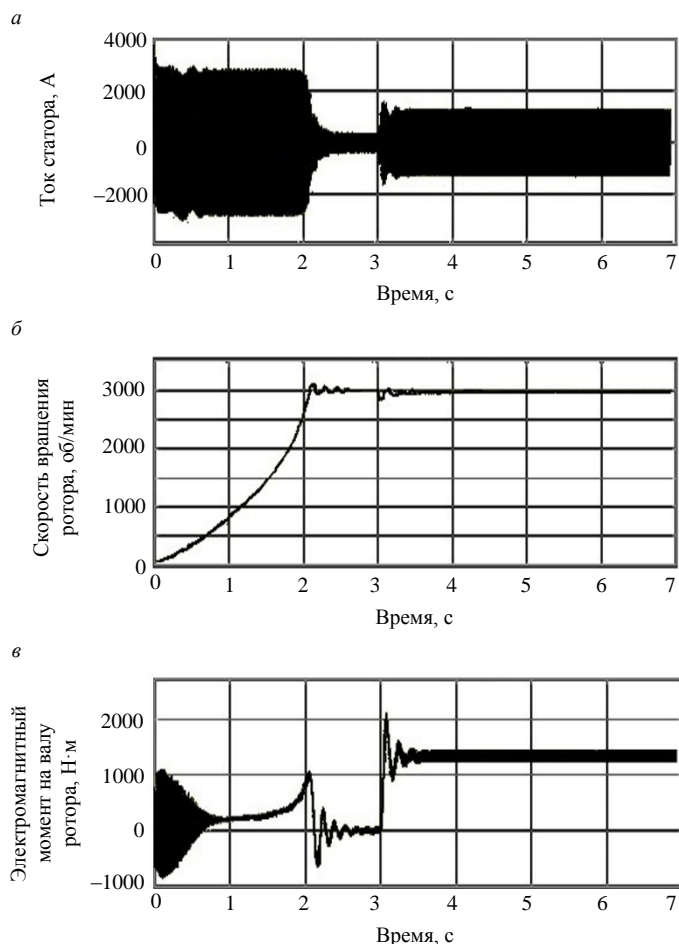 а
4000
2000
0
–2000
Ток статора, А
0 1 2 3 4 5 6 7
Время, с
б
3000
2000
1000
0
Скорость вращения
ротора, об/мин
0 1 2 3 4 5 6 7
Время, с
в
2000
1000
0
–1000
Электромагнитный
момент на валу
ротора, Н·м
0 1 2 3 4 5 6 7
Время, с